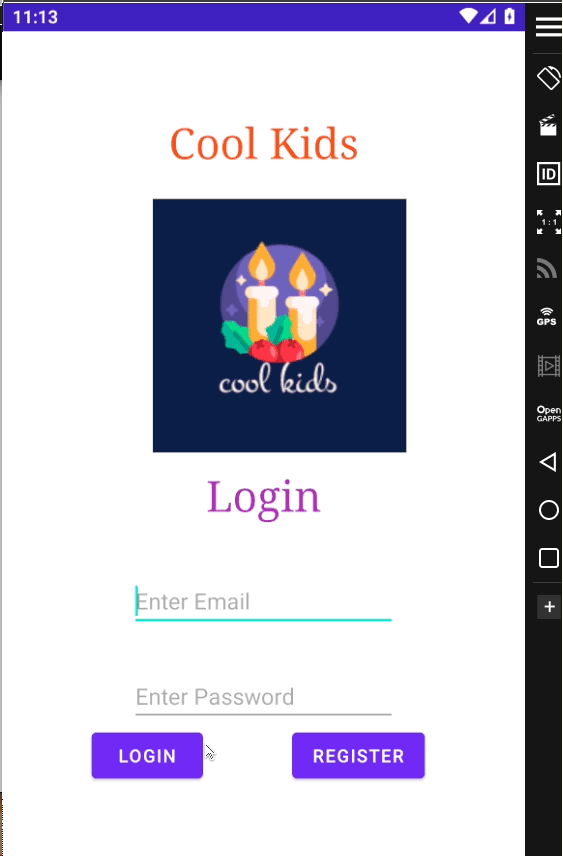 11:13
Cool Kids
cool kids
Login
Enter Email
Enter Password
LOGIN
REGISTER
ID
1:1
GPS
Open
GAPPS